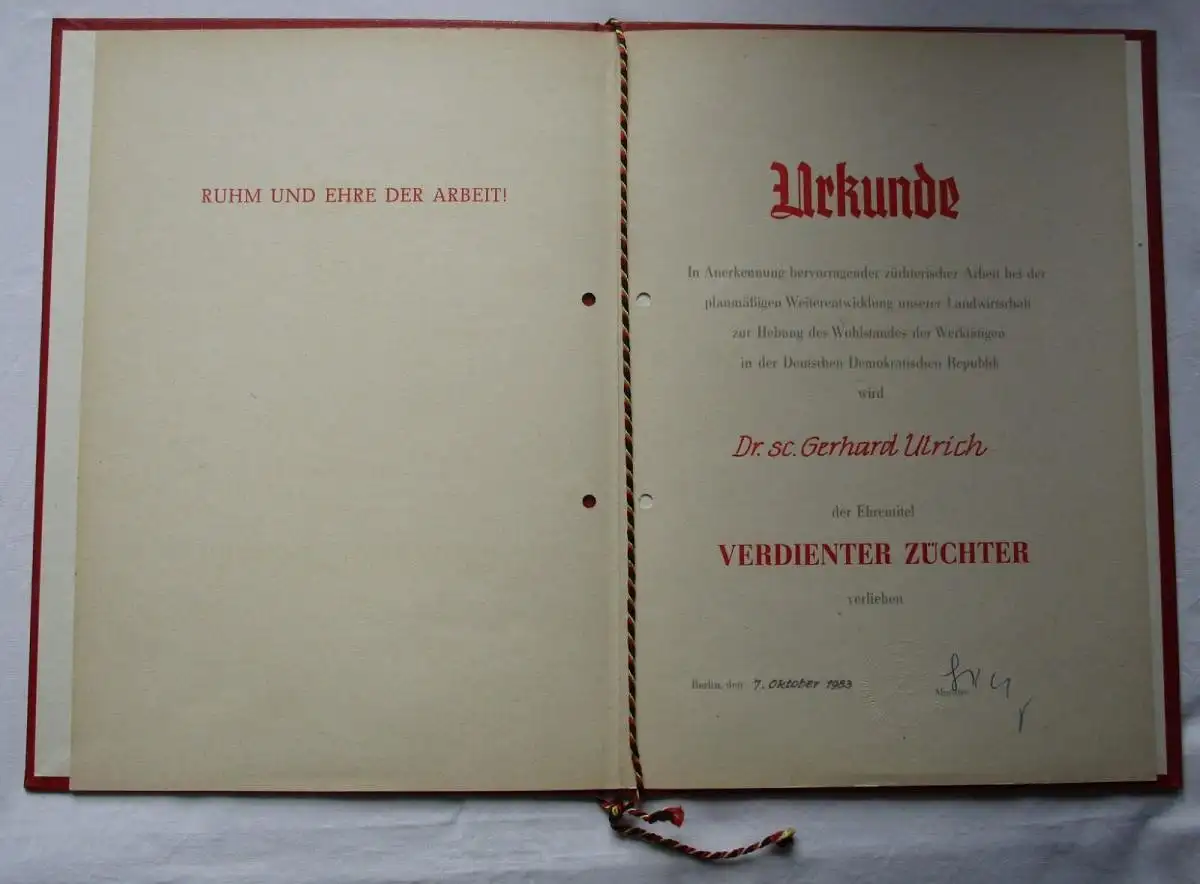 RUHM UND EHRE DER ARBEIT!
Urkunde
In Anerkennung hervorragender züchterischer Arbeit bei der
planmäßigen Weiterentwicklung unserer Landwirtschaft
zur Hebung des Wohlstandes der Werktätigen
in der Deutschen Demokratischen Republik
wird
Dr. sc. Gerhard Ulrich
der Ehrentitel
VERDIENTER ZÜCHTER
verliehen
Berlin, den 7. Oktober 1983